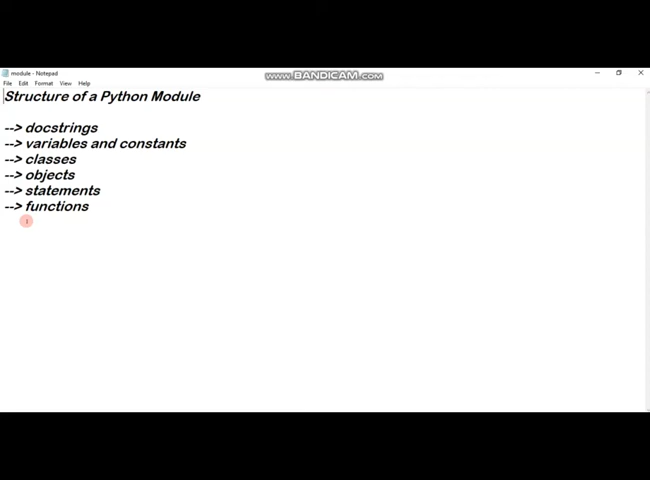 module - Notepad
www.BANDICAM.com
File Edit Format View Help
Structure of a Python Module
--> docstrings
--> variables and constants
--> classes
--> objects
--> statements
--> functions